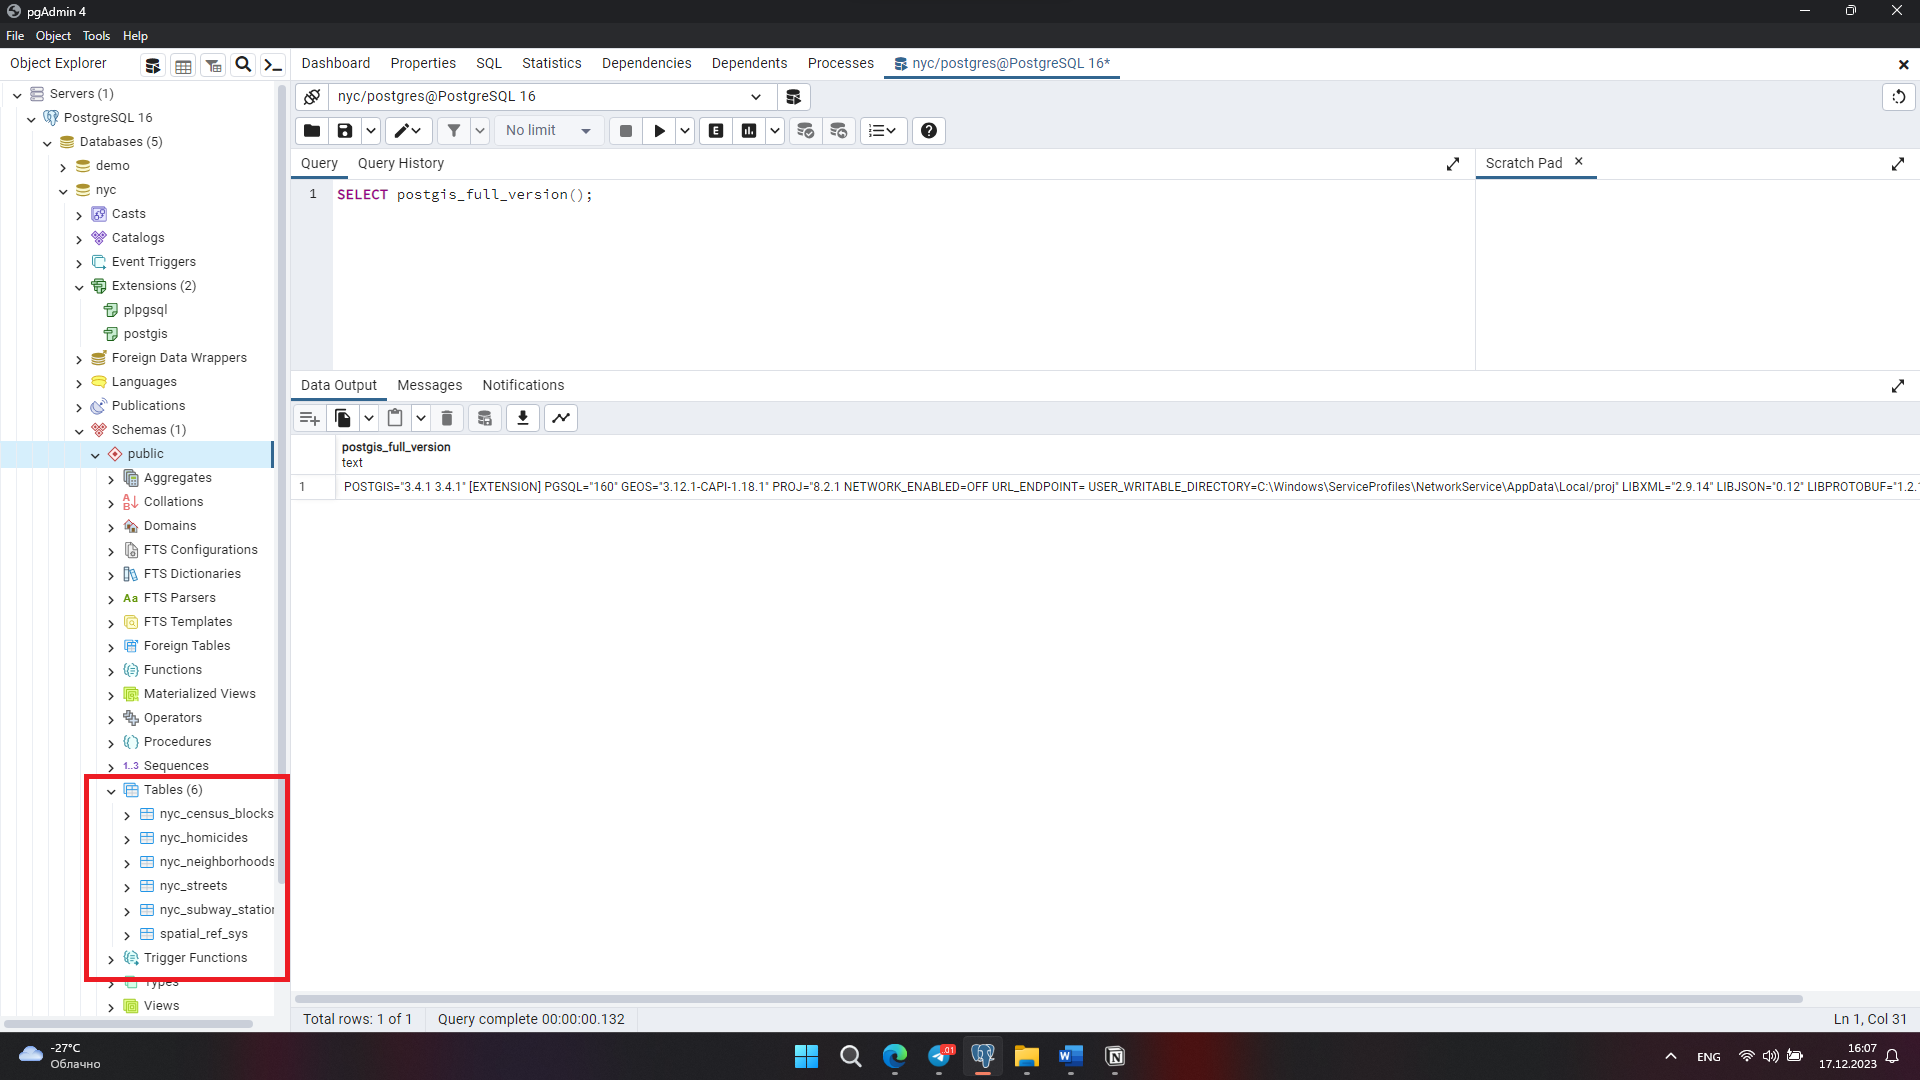 pgAdmin 4
File Object Tools Help
Object Explorer
Dashboard Properties SQL Statistics Dependencies Dependents Processes nyc/postgres@PostgreSQL 16*
Servers (1)
PostgreSQL 16
Databases (5)
demo
nyc
Casts
Catalogs
Event Triggers
Extensions (2)
plpgsql
postgis
Foreign Data Wrappers
Languages
Publications
Schemas (1)
public
Aggregates
Collations
Domains
FTS Configurations
FTS Dictionaries
Aa FTS Parsers
FTS Templates
Foreign Tables
Functions
Materialized Views
Operators
Procedures
1..3 Sequences
Tables (6)
nyc_census_blocks
nyc_homicides
nyc_neighborhoods
nyc_streets
nyc_subway_station
spatial_ref_sys
Trigger Functions
Types
Views
nyc/postgres@PostgreSQL 16
No limit
E
Query Query History
Scratch Pad
1 SELECT postgis_full_version();
Data Output Messages Notifications
postgis_full_version
text
1 POSTGIS="3.4.1 3.4.1" [EXTENSION] PGSQL="160" GEOS="3.12.1-CAPI-1.18.1" PROJ="8.2.1 NETWORK_ENABLED=OFF URL_ENDPOINT= USER_WRITABLE_DIRECTORY=C:\Windows\ServiceProfiles\NetworkService\AppData\Local/proj" LIBXML="2.9.14" LIBJSON="0.12" LIBPROTOBUF="1.2.1
Total rows: 1 of 1 Query complete 00:00:00.132
Ln 1, Col 31
-27°C
Облачно
.01
ENG
16:07
17.12.2023